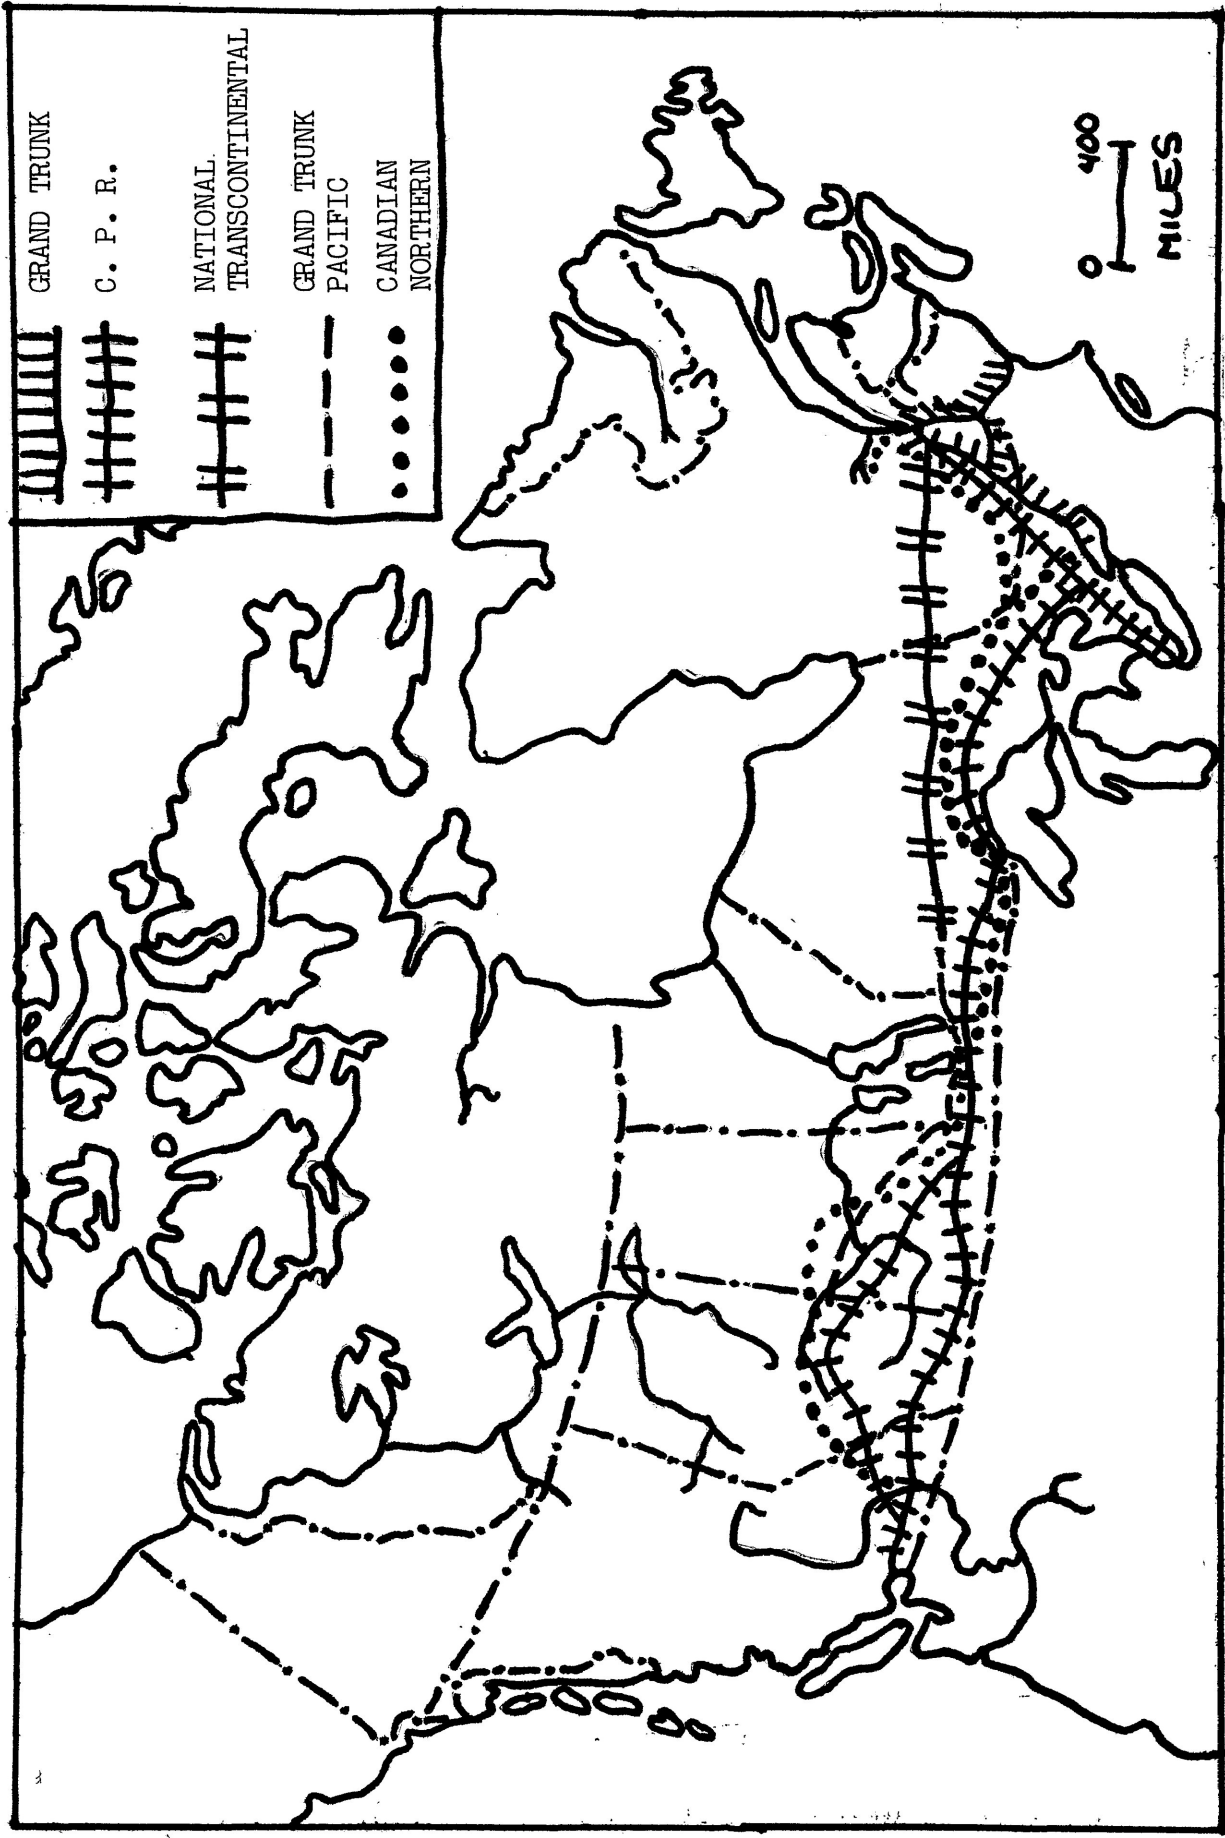 GRAND TRUNK
C. P. R.
NATIONAL
TRANSCONTINENTAL
GRAND TRUNK
PACIFIC
CANADIAN
NORTHERN
0 400
MILES